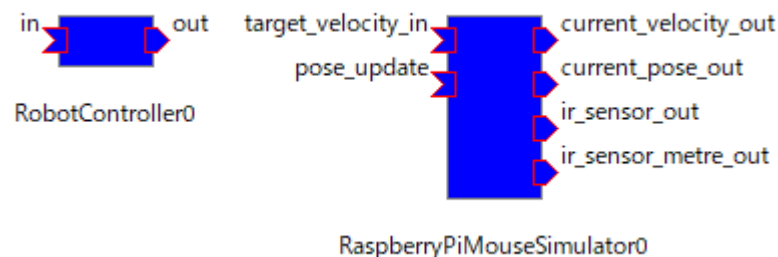 in
out
RobotController0
target_velocity_in
pose_update
current_velocity_out
current_pose_out
ir_sensor_out
ir_sensor_metre_out
RaspberryPiMouseSimulator0